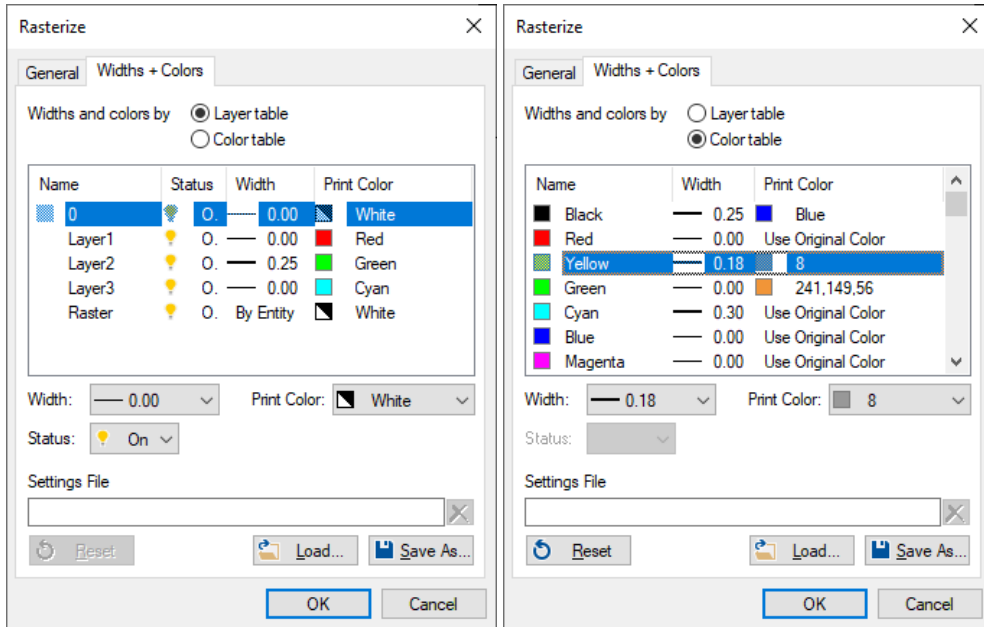 Rasterize
General Widths + Colors
Widths and colors by Layer table
Color table
Name Status Width Print Color
0 O. 0.00 White
Layer1 O. 0.00 Red
Layer2 O. 0.25 Green
Layer3 O. 0.00 Cyan
Raster O. By Entity White
Width: 0.00 Print Color: White
Status: On
Settings File
Reset Load... Save As...
OK Cancel
Rasterize
General Widths + Colors
Widths and colors by Layer table
Color table
Name Width Print Color
Black 0.25 Blue
Red 0.00 Use Original Color
Yellow 0.18 8
Green 0.00 241,149,56
Cyan 0.30 Use Original Color
Blue 0.00 Use Original Color
Magenta 0.00 Use Original Color
Width: 0.18 Print Color: 8
Status:
Settings File
Reset Load... Save As...
OK Cancel